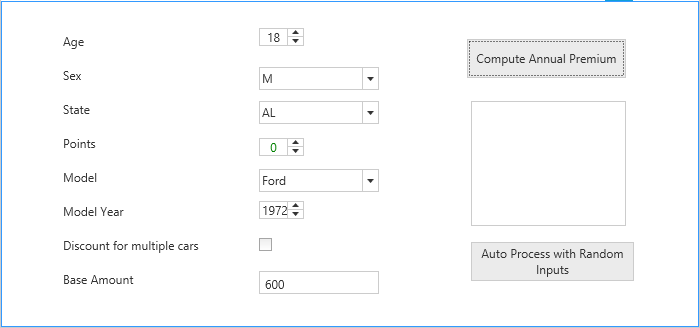 Age 18
Compute Annual Premium
Sex M
State AL
Points 0
Model Ford
Model Year 1972
Discount for multiple cars
Auto Process with Random
Inputs
Base Amount 600